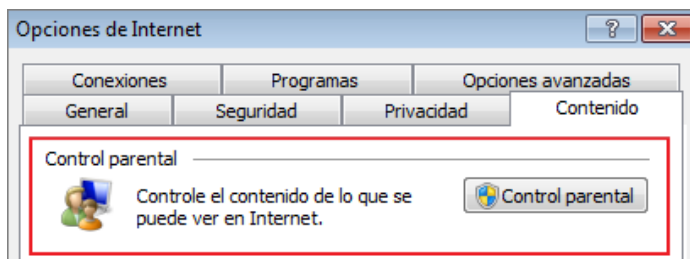 Opciones de Internet
Conexiones Programas Opciones avanzadas
General Seguridad Privacidad Contenido
Control parental
Controle el contenido de lo que se
puede ver en Internet.
Control parental